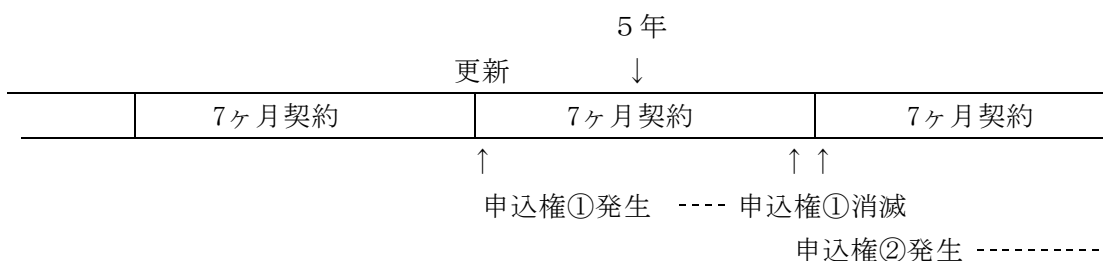 5年
更新 ↓
7ヶ月契約 7ヶ月契約 7ヶ月契約
↑ ↑ ↑
申込権①発生 ---- 申込権①消滅
申込権②発生 ----------